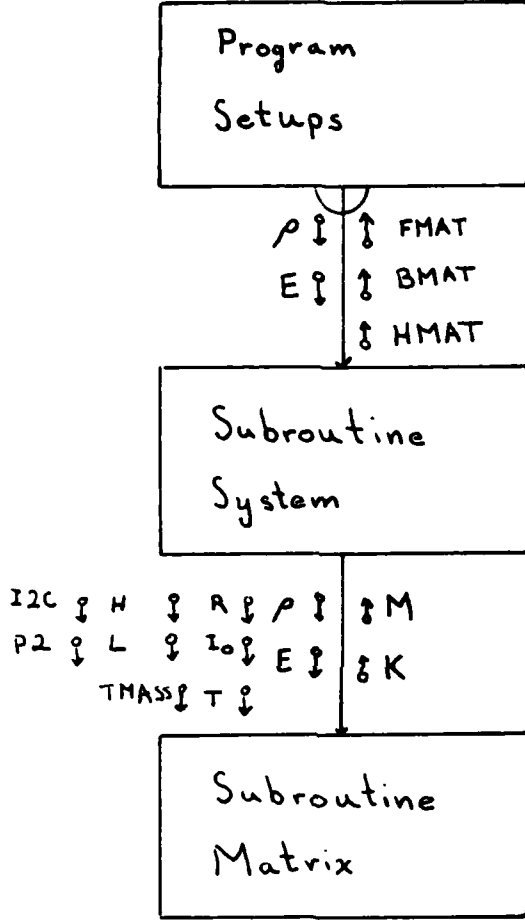 Program
Setups
ρ FMAT
E BMAT
HMAT
Subroutine
System
I2C H R ρ M
P2 L I₀ E K
TMASS T
Subroutine
Matrix